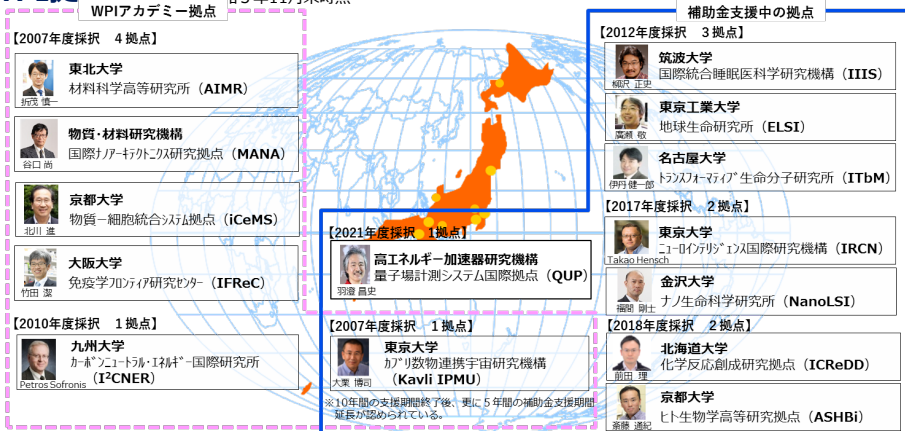 5年11月末時点
WPIアカデミー拠点
【2007年度採択　4拠点】
東北大学
材料科学高等研究所（AIMR）
折茂 慎一
物質・材料研究機構
国際ナノアーキテクトニクス研究拠点（MANA）
谷口 尚
京都大学
物質－細胞統合システム拠点（iCeMS）
北川 進
大阪大学
免疫学フロンティア研究センター（IFReC）
竹田 潔
【2010年度採択　1拠点】
九州大学
カーボンニュートラル・エネルギー国際研究所
（I²CNER）
Petros Sofronis
【2021年度採択　1拠点】
高エネルギー加速器研究機構
量子場計測システム国際拠点（QUP）
羽澄 昌史
【2007年度採択　1拠点】
東京大学
カブリ数物連携宇宙研究機構
（Kavli IPMU）
大栗 博司
※10年間の支援期間終了後、更に5年間の補助金支援期間
延長が認められている。
補助金支援中の拠点
【2012年度採択　3拠点】
筑波大学
国際統合睡眠医科学研究機構（IIIS）
柳沢 正史
東京工業大学
地球生命研究所（ELSI）
廣瀬 敬
名古屋大学
トランスフォーマティブ生命分子研究所（ITbM）
伊丹 健一郎
【2017年度採択　2拠点】
東京大学
ニューロインテリジェンス国際研究機構（IRCN）
Takao Hensch
金沢大学
ナノ生命科学研究所（NanoLSI）
福間 剛士
【2018年度採択　2拠点】
北海道大学
化学反応創成研究拠点（ICReDD）
前田 理
京都大学
ヒト生物学高等研究拠点（ASHBi）
斎藤 通紀